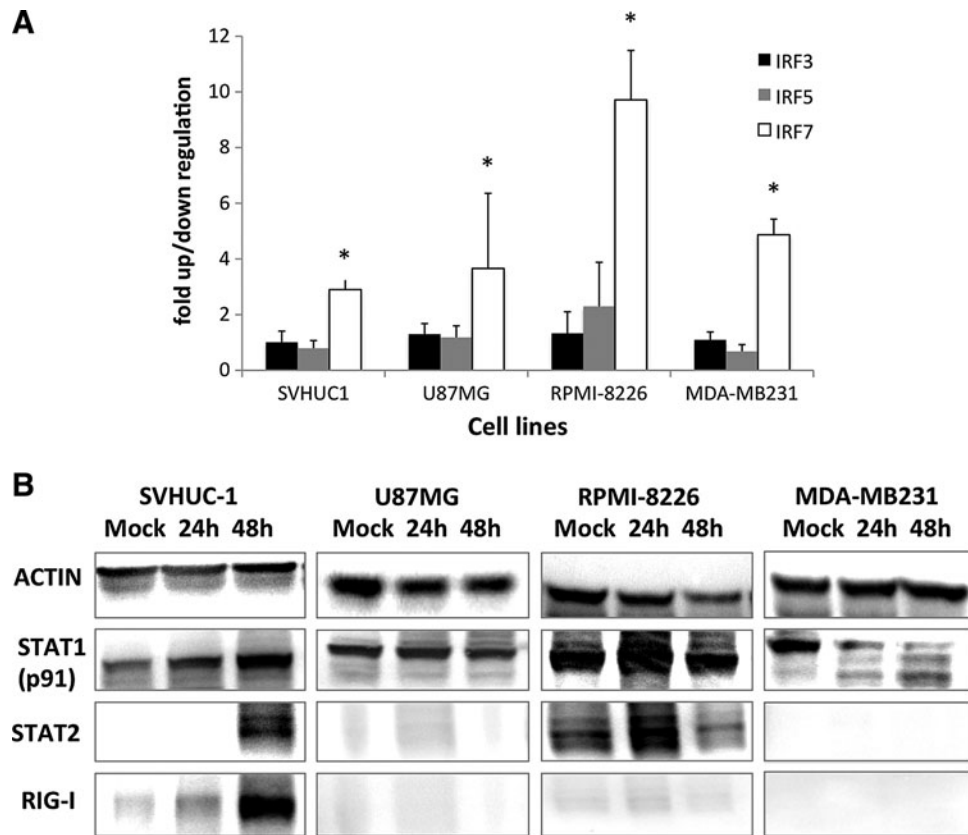 A
12
10
8
6
4
2
0
fold up/down regulation
*
*
*
*
IRF3
IRF5
IRF7
SVHUC1 U87MG RPMI-8226 MDA-MB231
Cell lines
B
SVHUC-1 U87MG RPMI-8226 MDA-MB231
Mock 24h 48h Mock 24h 48h Mock 24h 48h Mock 24h 48h
ACTIN
STAT1
(p91)
STAT2
RIG-I